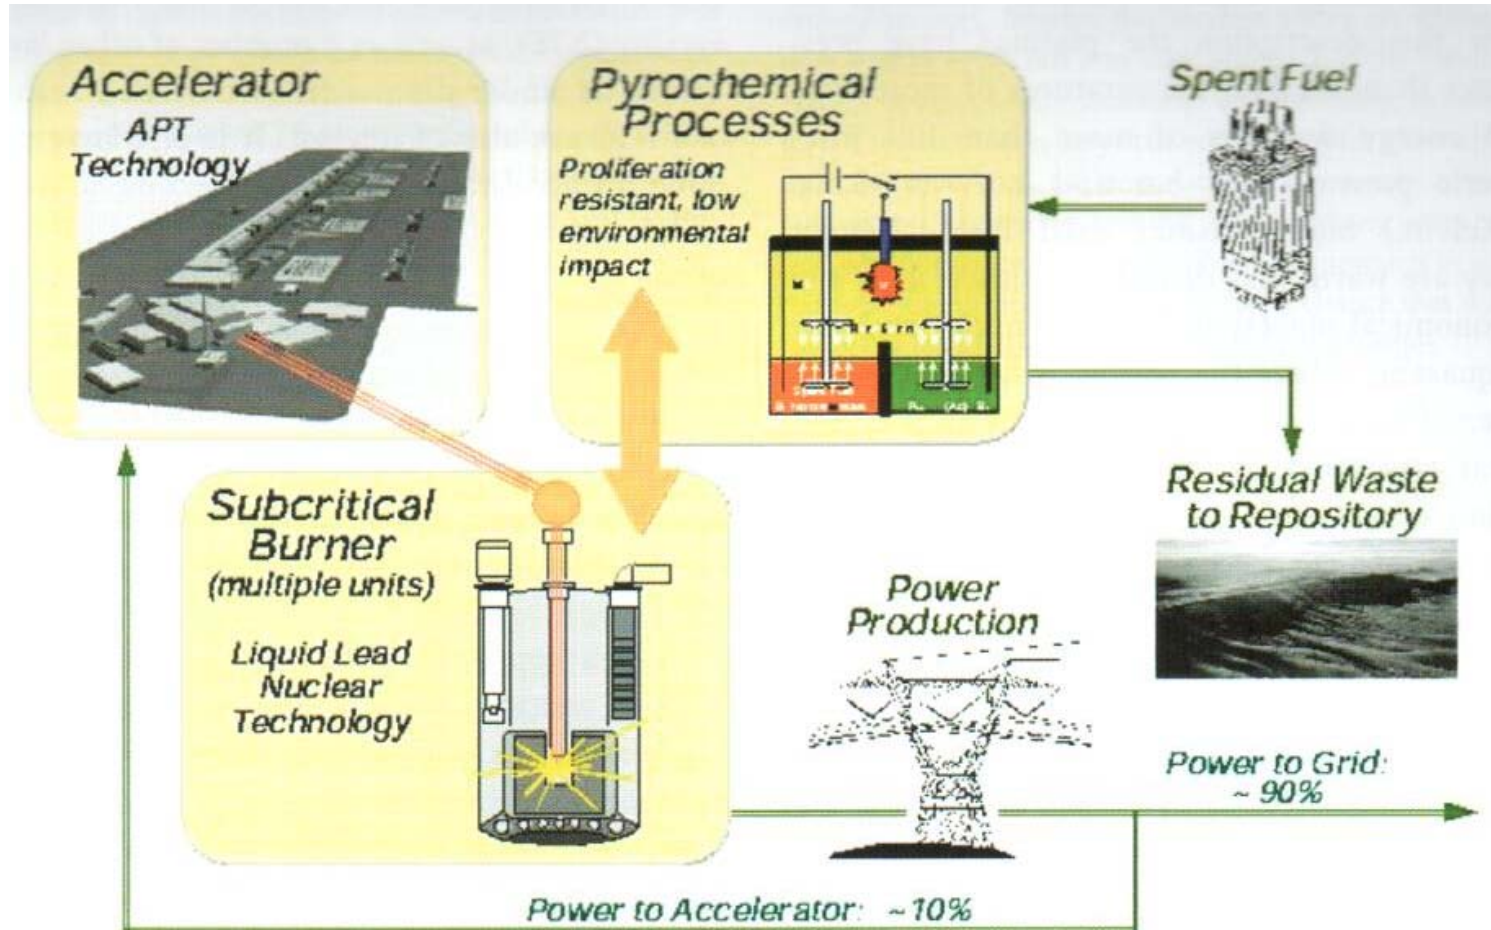 Accelerator
APT
Technology
Pyrochemical
Processes
Proliferation
resistant, low
environmental
impact
Spent Fuel
Residual Waste
to Repository
Subcritical
Burner
(multiple units)
Liquid Lead
Nuclear
Technology
Power
Production
Power to Grid:
~ 90%
Power to Accelerator: ~10%